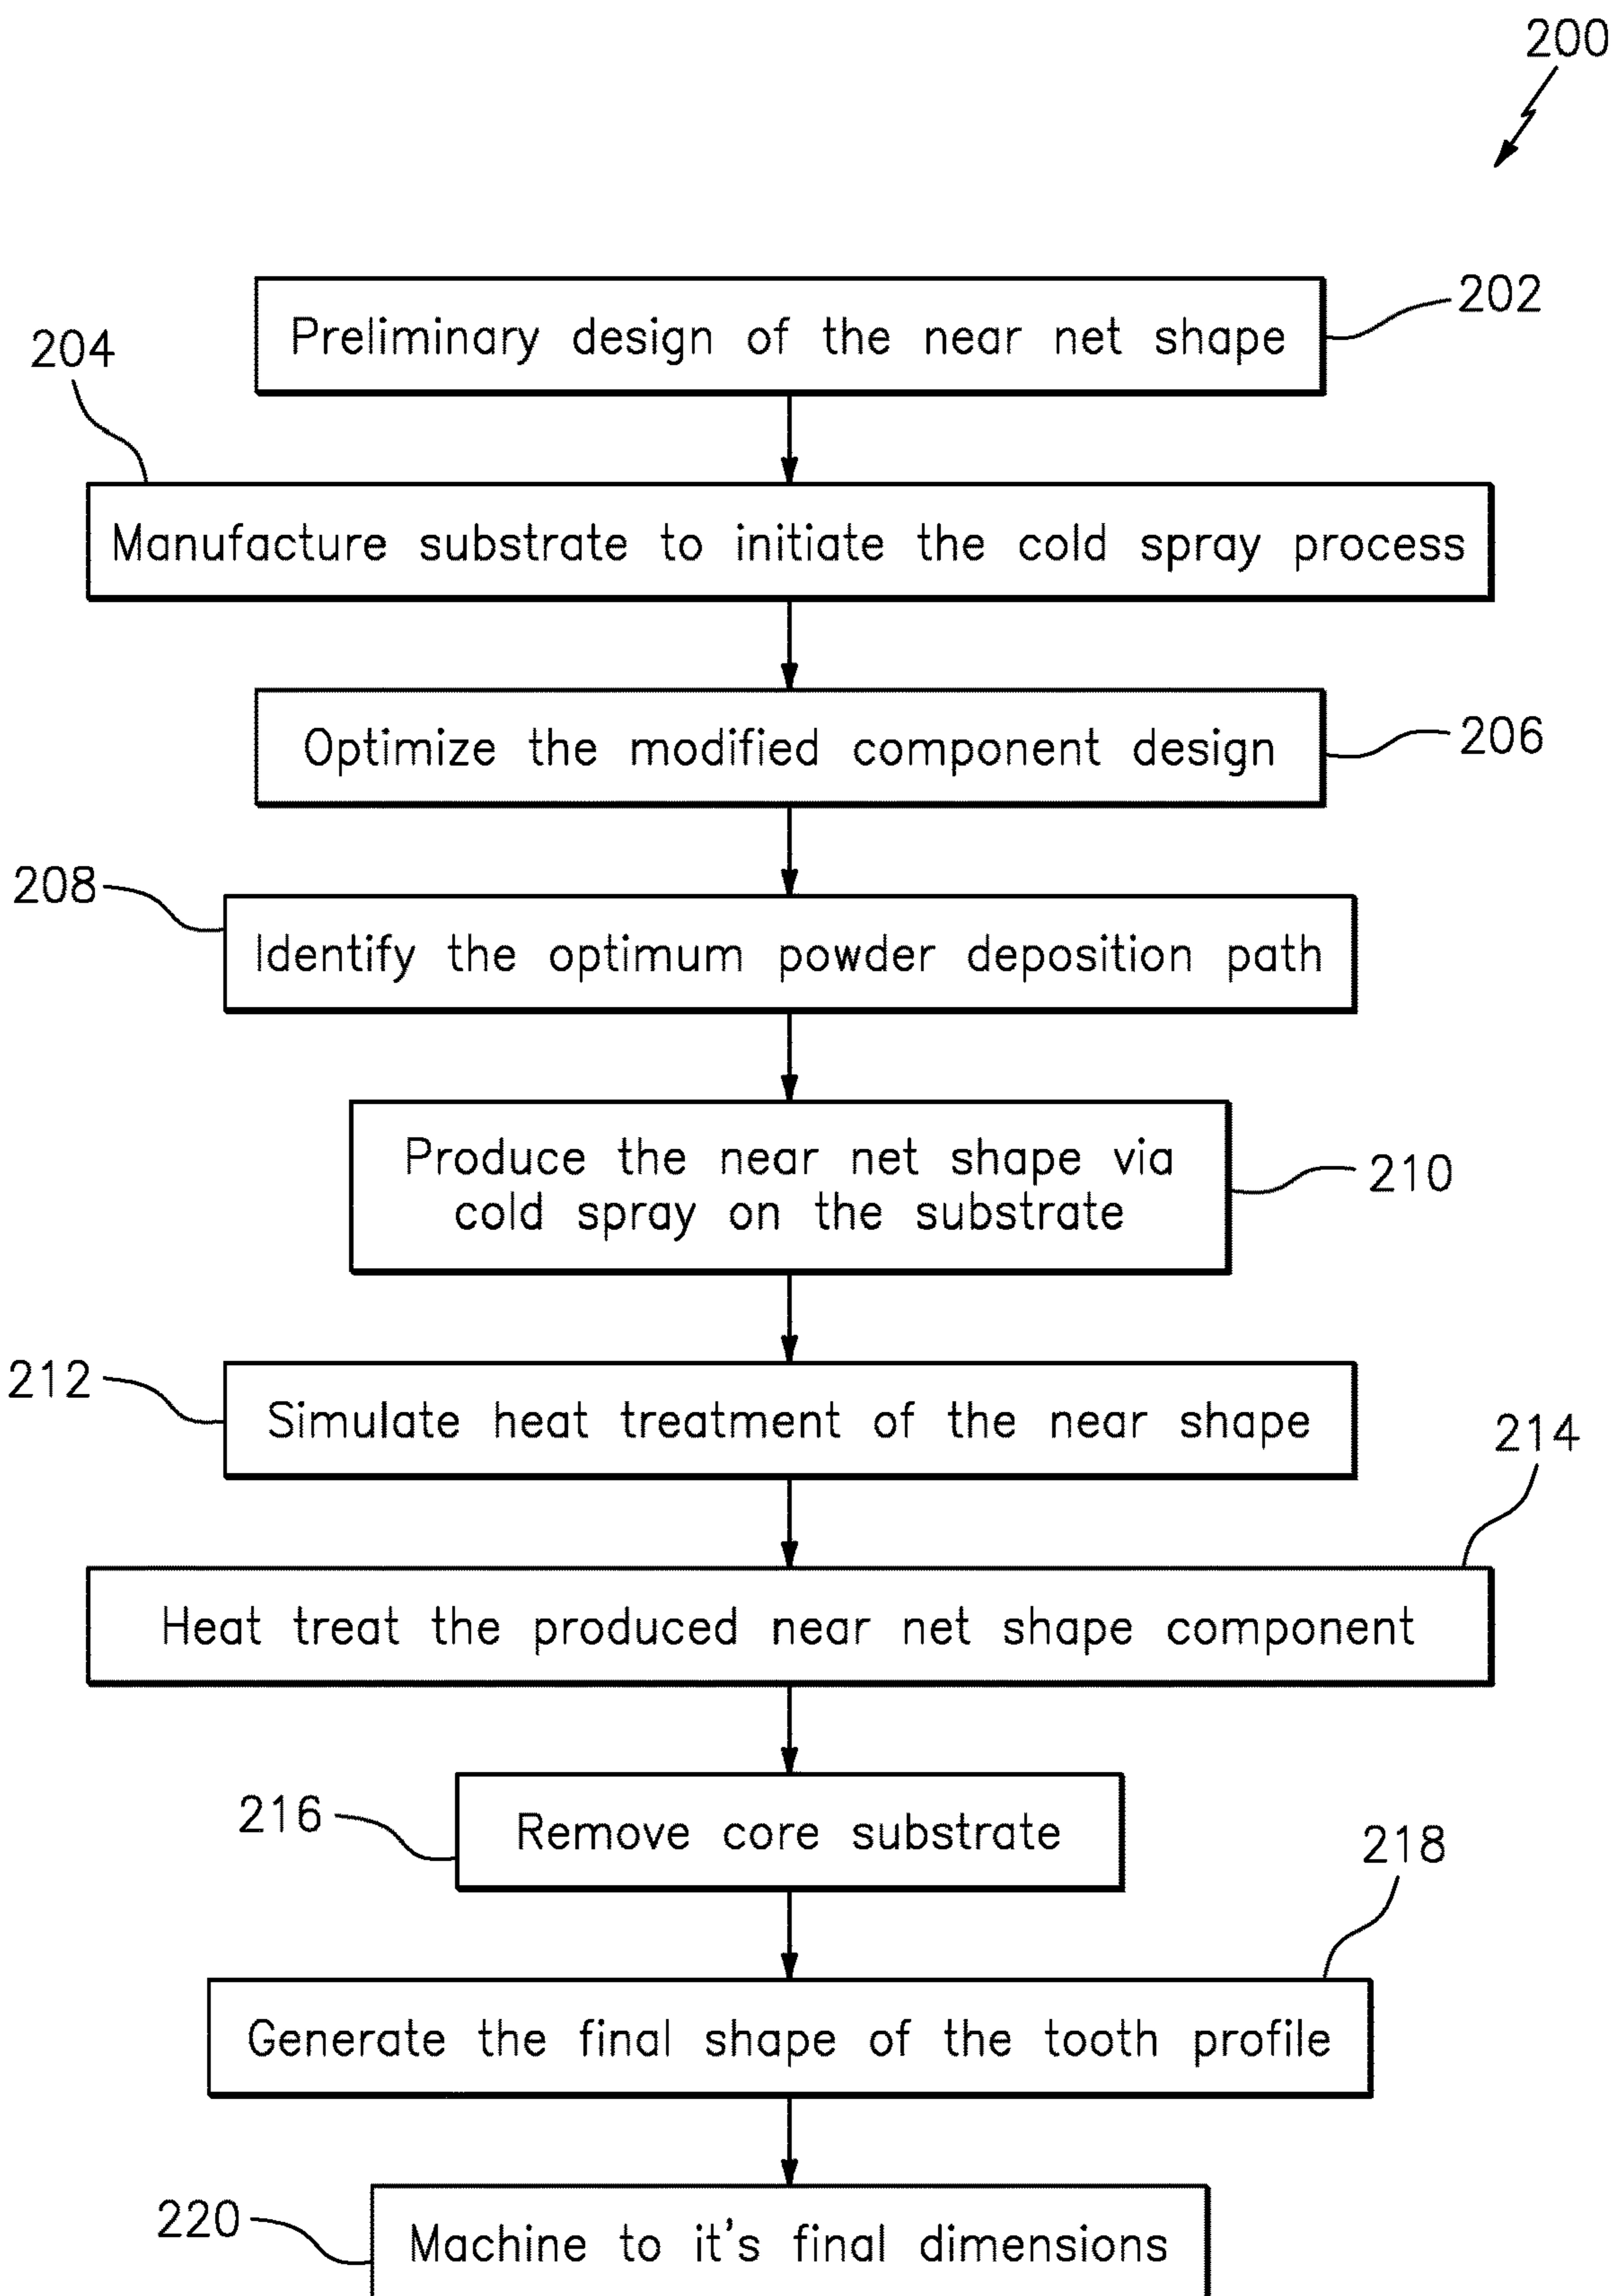 200
Preliminary design of the near net shape
202
204
Manufacture substrate to initiate the cold spray process
Optimize the modified component design
206
208
Identify the optimum powder deposition path
Produce the near net shape via
cold spray on the substrate
210
212
Simulate heat treatment of the near shape
214
Heat treat the produced near net shape component
216
Remove core substrate
218
Generate the final shape of the tooth profile
220
Machine to it's final dimensions